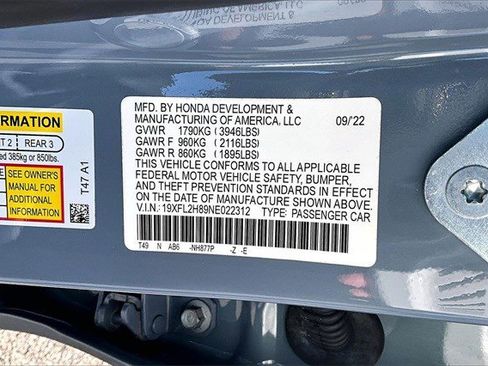 ORMATION
T 2 REAR 3
ed 385kg or 850lbs.
SEE OWNER'S
MANUAL FOR
ADDITIONAL
INFORMATION
T47 A1
MFD. BY HONDA DEVELOPMENT &
MANUFACTURING OF AMERICA, LLC 09/22
GVWR 1790KG (3946LBS)
GAWR F 960KG (2116LBS)
GAWR R 860KG (1895LBS)
THIS VEHICLE CONFORMS TO ALL APPLICABLE
FEDERAL MOTOR VEHICLE SAFETY, BUMPER,
AND THEFT PREVENTION STANDARDS IN EFFECT
ON THE DATE OF MANUFACTURE SHOWN ABOVE.
V.I.N.:19XFL2H89NE022312 TYPE: PASSENGER CAR
T49 N AB6 -NH877P -Z -E